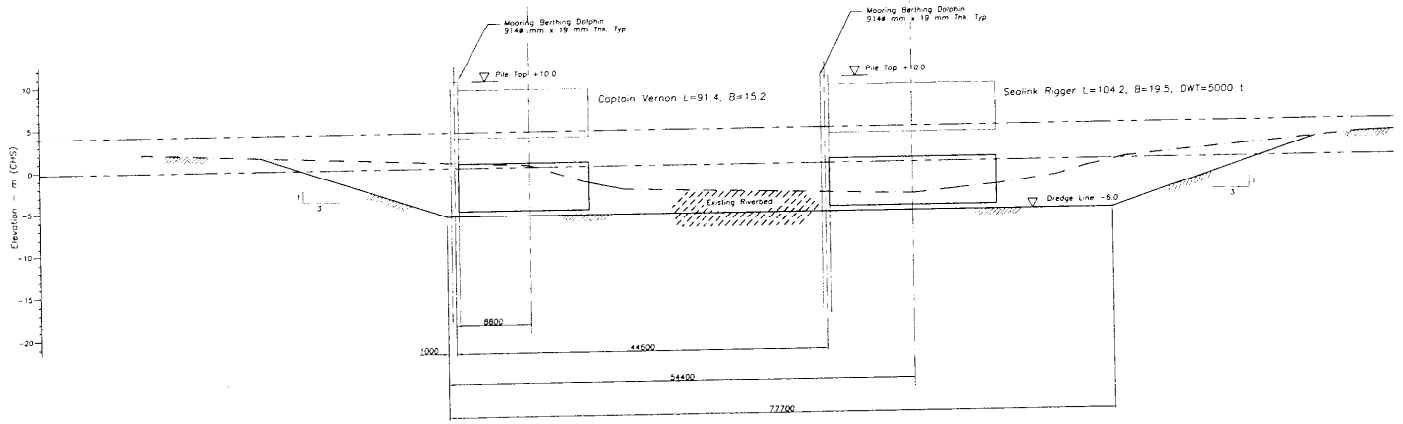 Mooring Berthing Dolphin
914ø mm x 19 mm Thk. Typ
Mooring Berthing Dolphin
914ø mm x 19 mm Thk. Typ
Pile Top +10.0
Pile Top +10.0
Captain Vernon L=91.4, B=15.2
Sealink Rigger L=104.2, B=19.5, DWT=5000 t
10
5
0
-5
-10
-15
-20
Elevation - m (CHS)
1
3
Existing Riverbed
Dredge Line -5.0
1
3
8800
1000
44600
54400
77700